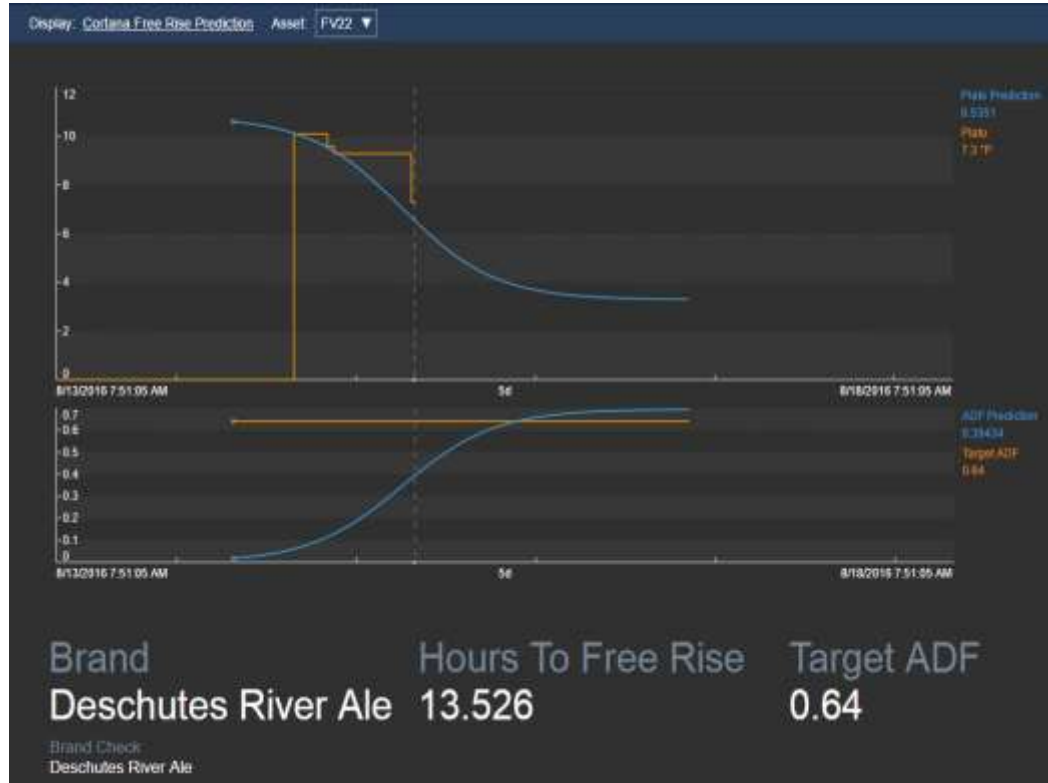 Display: Cortana Free Rise Prediction Asset: FV22 ▼
12
10
8
6
4
2
0
Plato Prediction
Plato
7.3 °P
8/13/2016 7:51:05 AM 5d 8/18/2016 7:51:05 AM
0.7
0.6
0.5
0.4
0.3
0.2
0.1
0
ADF Prediction
0.39434
Target ADF
0.64
8/13/2016 7:51:05 AM 5d 8/18/2016 7:51:05 AM
Brand Hours To Free Rise Target ADF
Deschutes River Ale 13.526 0.64
Brand Check
Deschutes River Ale